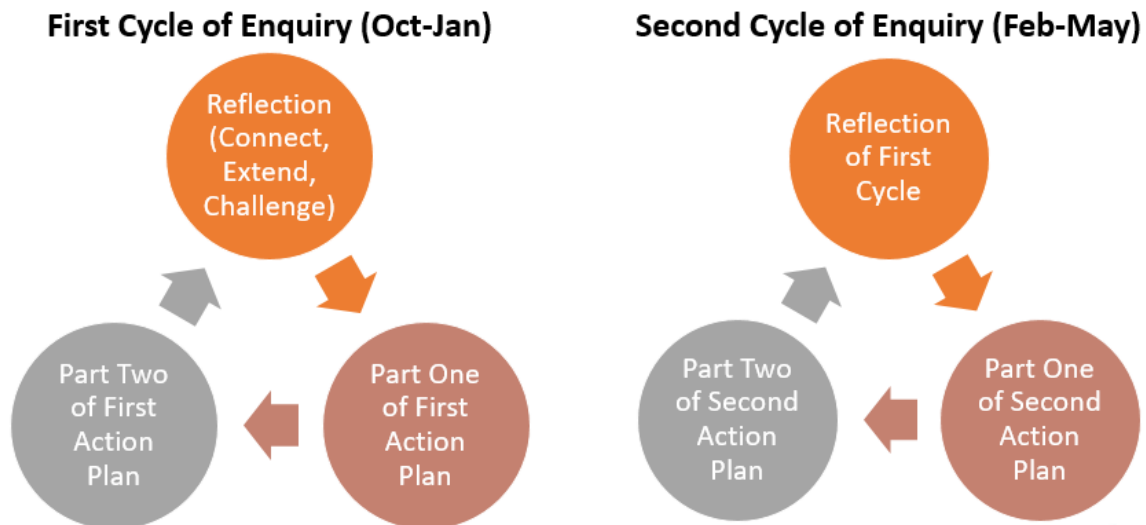 First Cycle of Enquiry (Oct-Jan)
Reflection
(Connect,
Extend,
Challenge)
Part One
of First
Action
Plan
Part Two
of First
Action
Plan
Second Cycle of Enquiry (Feb-May)
Reflection
of First
Cycle
Part One
of Second
Action
Plan
Part Two
of Second
Action
Plan